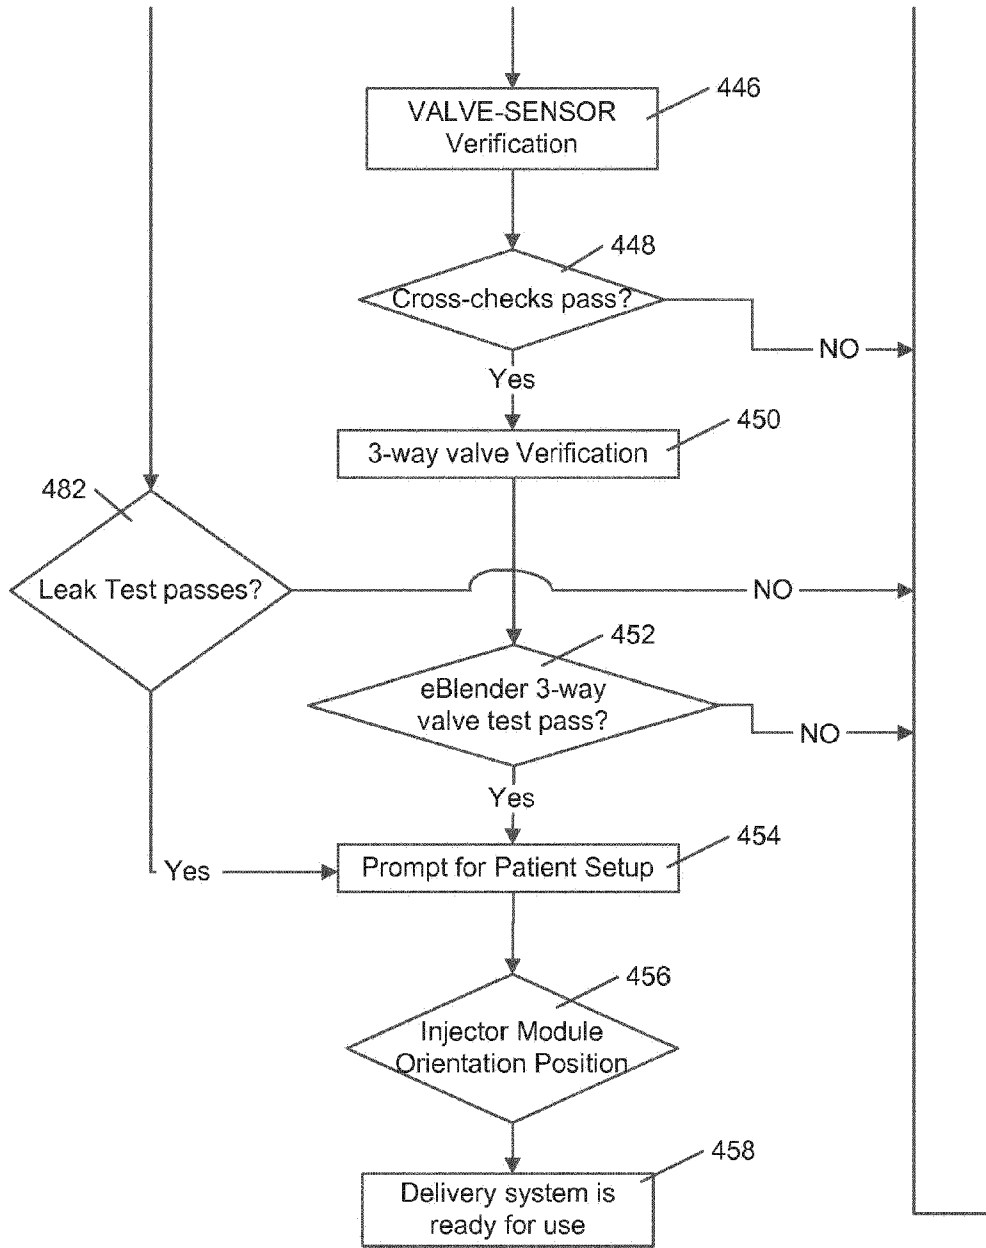 446
VALVE-SENSOR
Verification
448
Cross-checks pass?
NO
Yes
450
3-way valve Verification
482
Leak Test passes?
NO
452
eBlender 3-way
valve test pass?
NO
Yes
454
Prompt for Patient Setup
Yes
456
Injector Module
Orientation Position
458
Delivery system is
ready for use